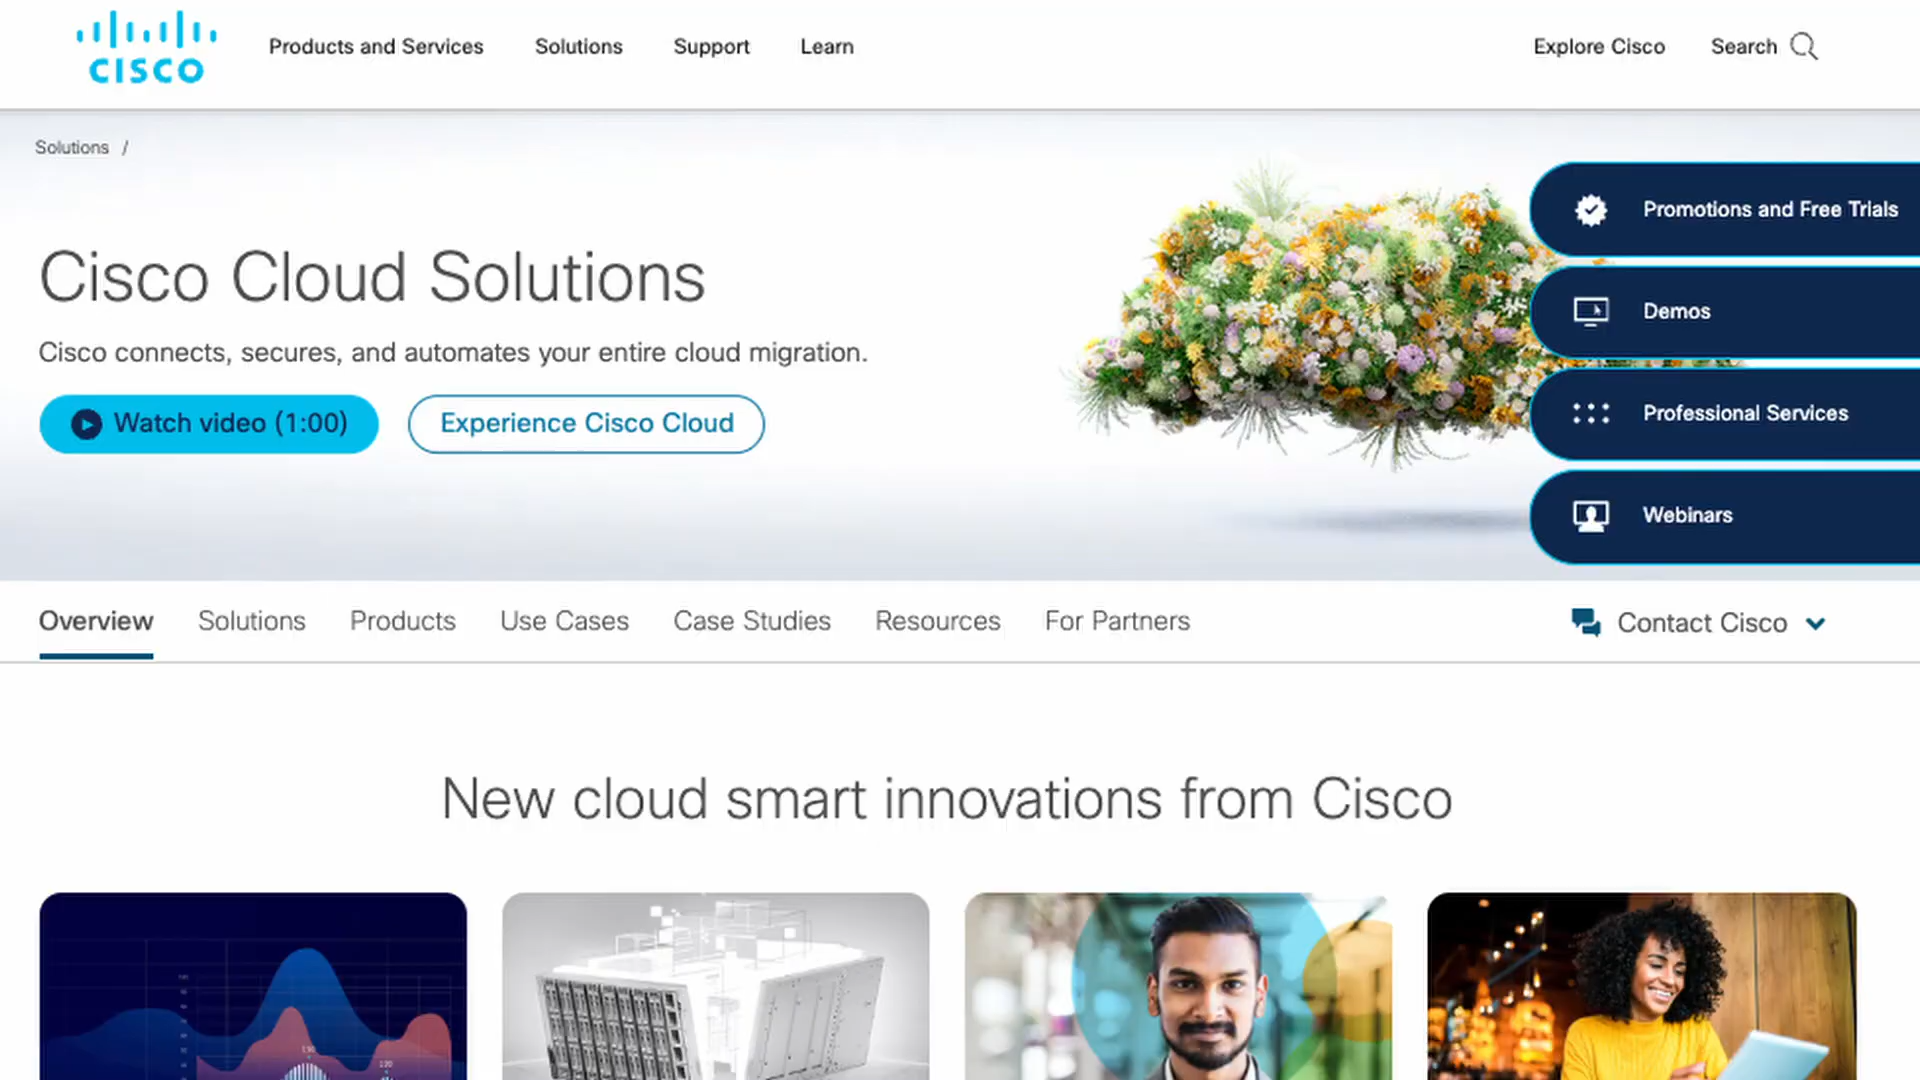 CISCO
Products and Services
Solutions
Support
Learn
Explore Cisco
Search
Solutions /
Cisco Cloud Solutions
Cisco connects, secures, and automates your entire cloud migration.
Watch video (1:00)
Experience Cisco Cloud
Promotions and Free Trials
Demos
Professional Services
Webinars
Overview
Solutions
Products
Use Cases
Case Studies
Resources
For Partners
Contact Cisco
New cloud smart innovations from Cisco